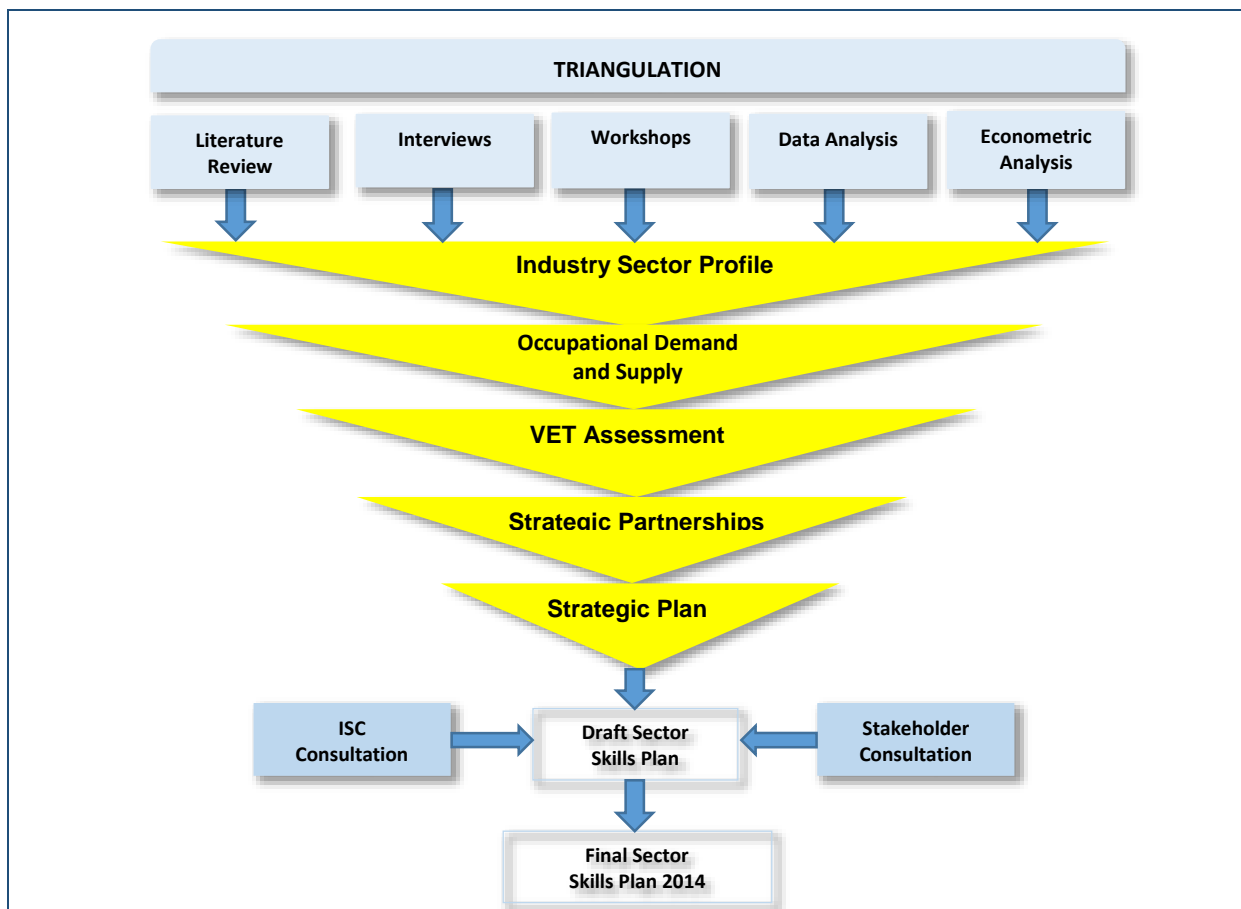 TRIANGULATION
Literature
Review
Interviews
Workshops
Data Analysis
Econometric
Analysis
Industry Sector Profile
Occupational Demand
and Supply
VET Assessment
Strategic Partnerships
Strategic Plan
ISC
Consultation
Draft Sector
Skills Plan
Stakeholder
Consultation
Final Sector
Skills Plan 2014